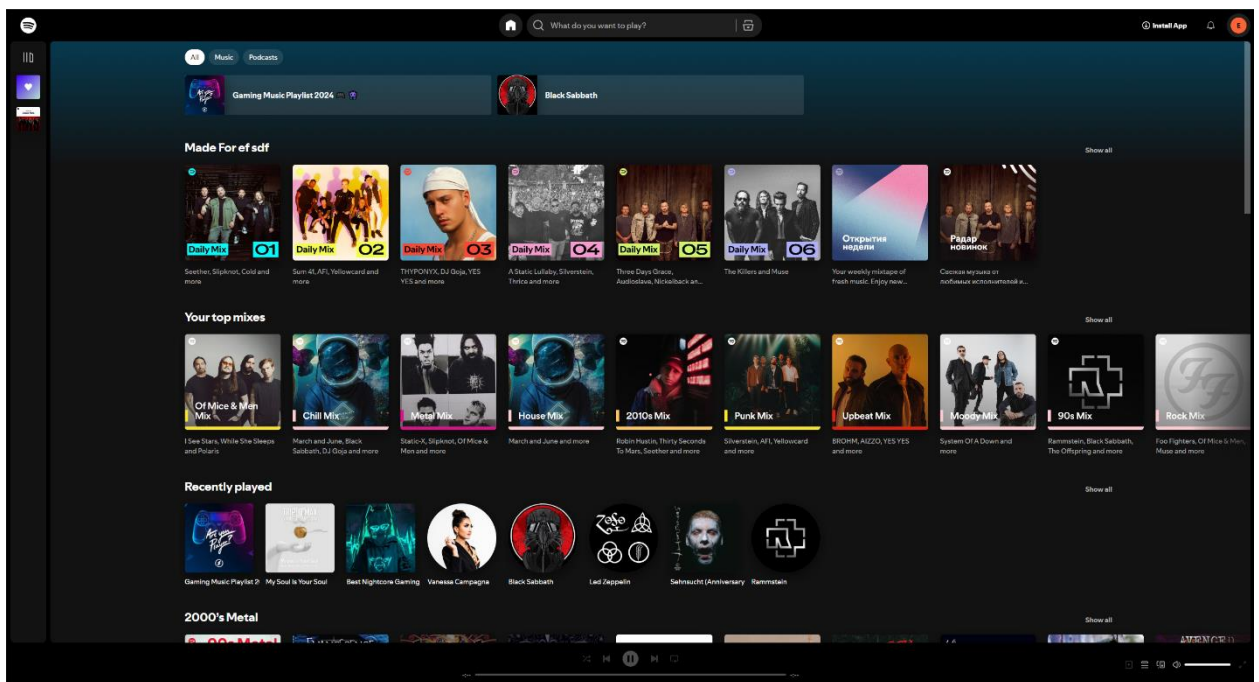 What do you want to play?
Install App
E
All
Music
Podcasts
Gaming Music Playlist 2024
Black Sabbath
Made For ef sdf
Show all
Daily Mix 01
Daily Mix 02
Daily Mix 03
Daily Mix 04
Daily Mix 05
Daily Mix 06
Открытия
недели
Радар
новинок
Seether, Slipknot, Cold and
more
Sum 41, AFI, Yellowcard and
more
THYPONYX, DJ Goja, YES
YES and more
A Static Lullaby, Silverstein,
Thrice and more
Three Days Grace,
Audioslave, Nickelback an...
The Killers and Muse
Your weekly mixtape of
fresh music. Enjoy new...
Свежая музыка от
любимых исполнителей и...
Your top mixes
Show all
Of Mice & Men
Mix
Chill Mix
Metal Mix
House Mix
2010s Mix
Punk Mix
Upbeat Mix
Moody Mix
90s Mix
Rock Mix
I See Stars, While She Sleeps
and Polaris
March and June, Black
Sabbath, DJ Goja and more
Static-X, Slipknot, Of Mice &
Men and more
March and June and more
Robin Hustin, Thirty Seconds
To Mars, Seether and more
Silverstein, AFI, Yellowcard
and more
BROHM, AIZZO, YES YES
and more
System Of A Down and
more
Rammstein, Black Sabbath,
The Offspring and more
Foo Fighters, Of Mice & Men,
Muse and more
Recently played
Show all
Gaming Music Playlist 2
My Soul Is Your Soul
Best Nightcore Gaming
Vanessa Campagna
Black Sabbath
Led Zeppelin
Sehnsucht (Anniversary
Rammstein
2000's Metal
Show all